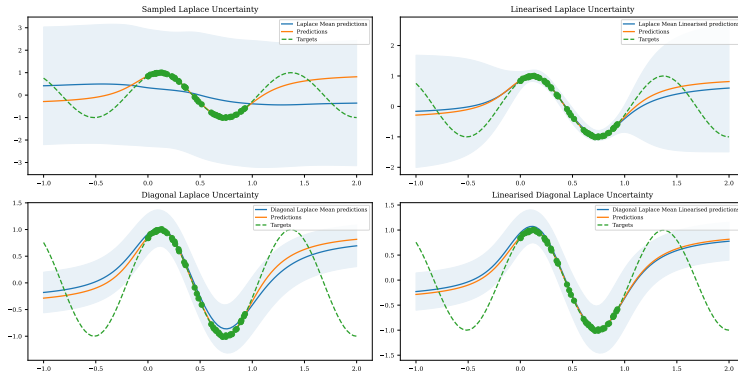 Sampled Laplace Uncertainty
3
2
1
0
−1
−2
−3
−1.0 −0.5 0.0 0.5 1.0 1.5 2.0
Laplace Mean predictions
Predictions
Targets
Linearised Laplace Uncertainty
2
1
0
−1
−2
−1.0 −0.5 0.0 0.5 1.0 1.5 2.0
Laplace Mean Linearised predictions
Predictions
Targets
Diagonal Laplace Uncertainty
1.5
1.0
0.5
0.0
−0.5
−1.0
−1.0 −0.5 0.0 0.5 1.0 1.5 2.0
Diagonal Laplace Mean predictions
Predictions
Targets
Linearised Diagonal Laplace Uncertainty
1.5
1.0
0.5
0.0
−0.5
−1.0
−1.5
−1.0 −0.5 0.0 0.5 1.0 1.5 2.0
Diagonal Laplace Mean Linearised predictions
Predictions
Targets